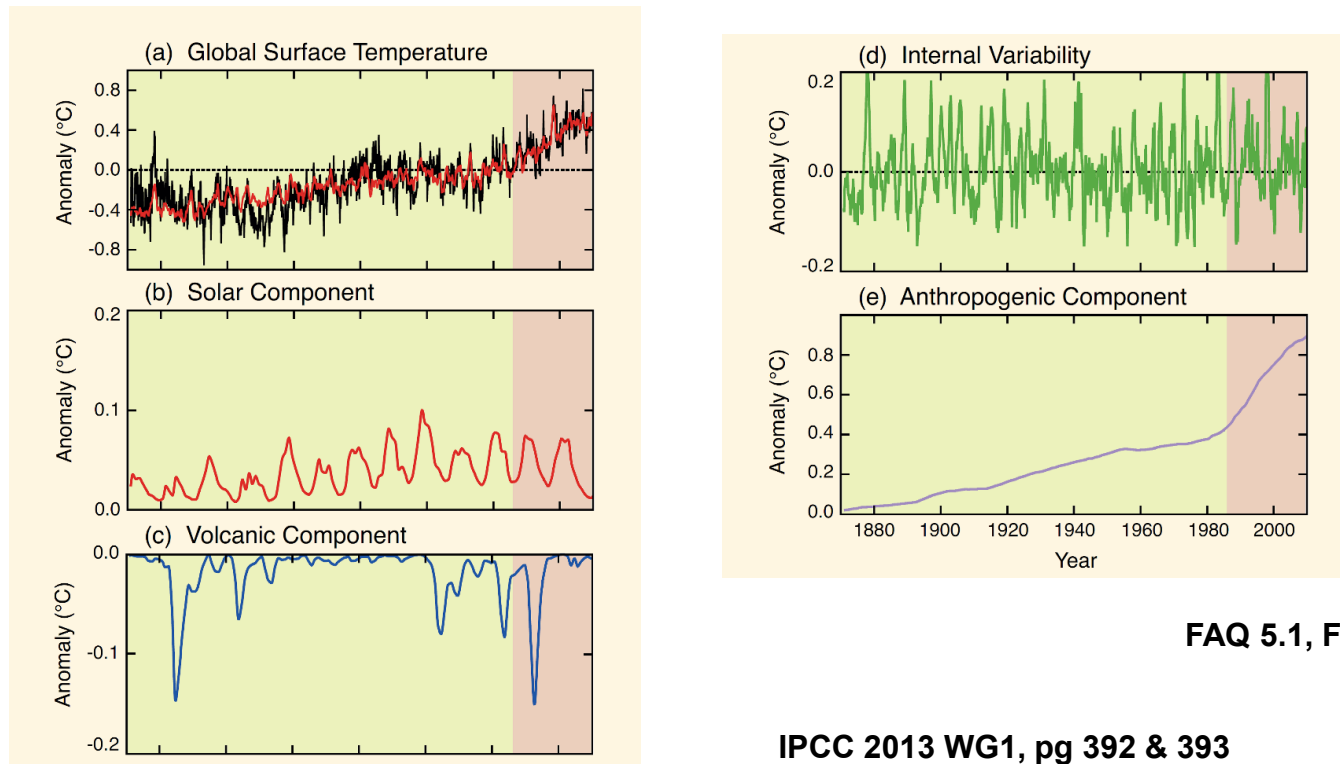 (a) Global Surface Temperature
Anomaly (°C)
0.8
0.4
0.0
-0.4
-0.8
(b) Solar Component
Anomaly (°C)
0.2
0.1
0.0
(c) Volcanic Component
Anomaly (°C)
0.0
-0.1
-0.2
(d) Internal Variability
Anomaly (°C)
0.2
0.0
-0.2
(e) Anthropogenic Component
Anomaly (°C)
0.8
0.6
0.4
0.2
0.0
1880 1900 1920 1940 1960 1980 2000
Year
FAQ 5.1, F
IPCC 2013 WG1, pg 392 & 393